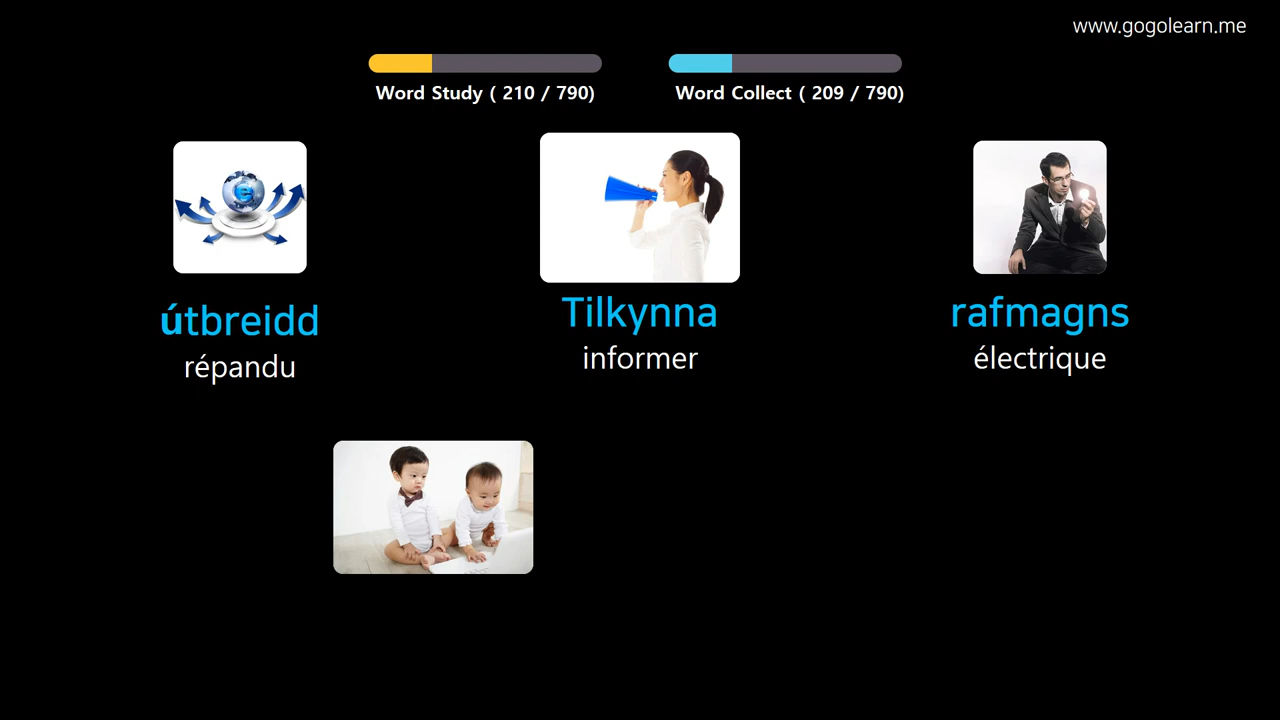 www.gogolearn.me
Word Study ( 210 / 790)
Word Collect ( 209 / 790)
útbreidd
répandu
Tilkynna
informer
rafmagns
électrique